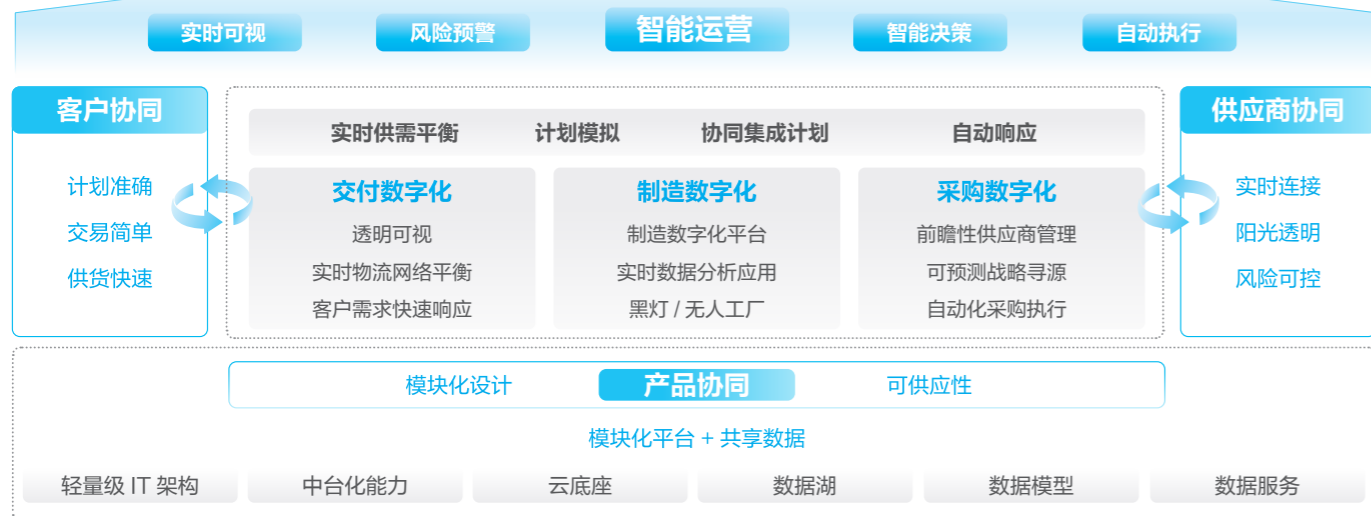 实时可视 风险预警 智能运营 智能决策 自动执行
客户协同
计划准确
交易简单
供货快速
实时供需平衡 计划模拟 协同集成计划 自动响应
交付数字化
透明可视
实时物流网络平衡
客户需求快速响应
制造数字化
制造数字化平台
实时数据分析应用
黑灯 / 无人工厂
采购数字化
前瞻性供应商管理
可预测战略寻源
自动化采购执行
供应商协同
实时连接
阳光透明
风险可控
模块化设计 产品协同 可供应性
模块化平台 + 共享数据
轻量级 IT 架构 中台化能力 云底座 数据湖 数据模型 数据服务